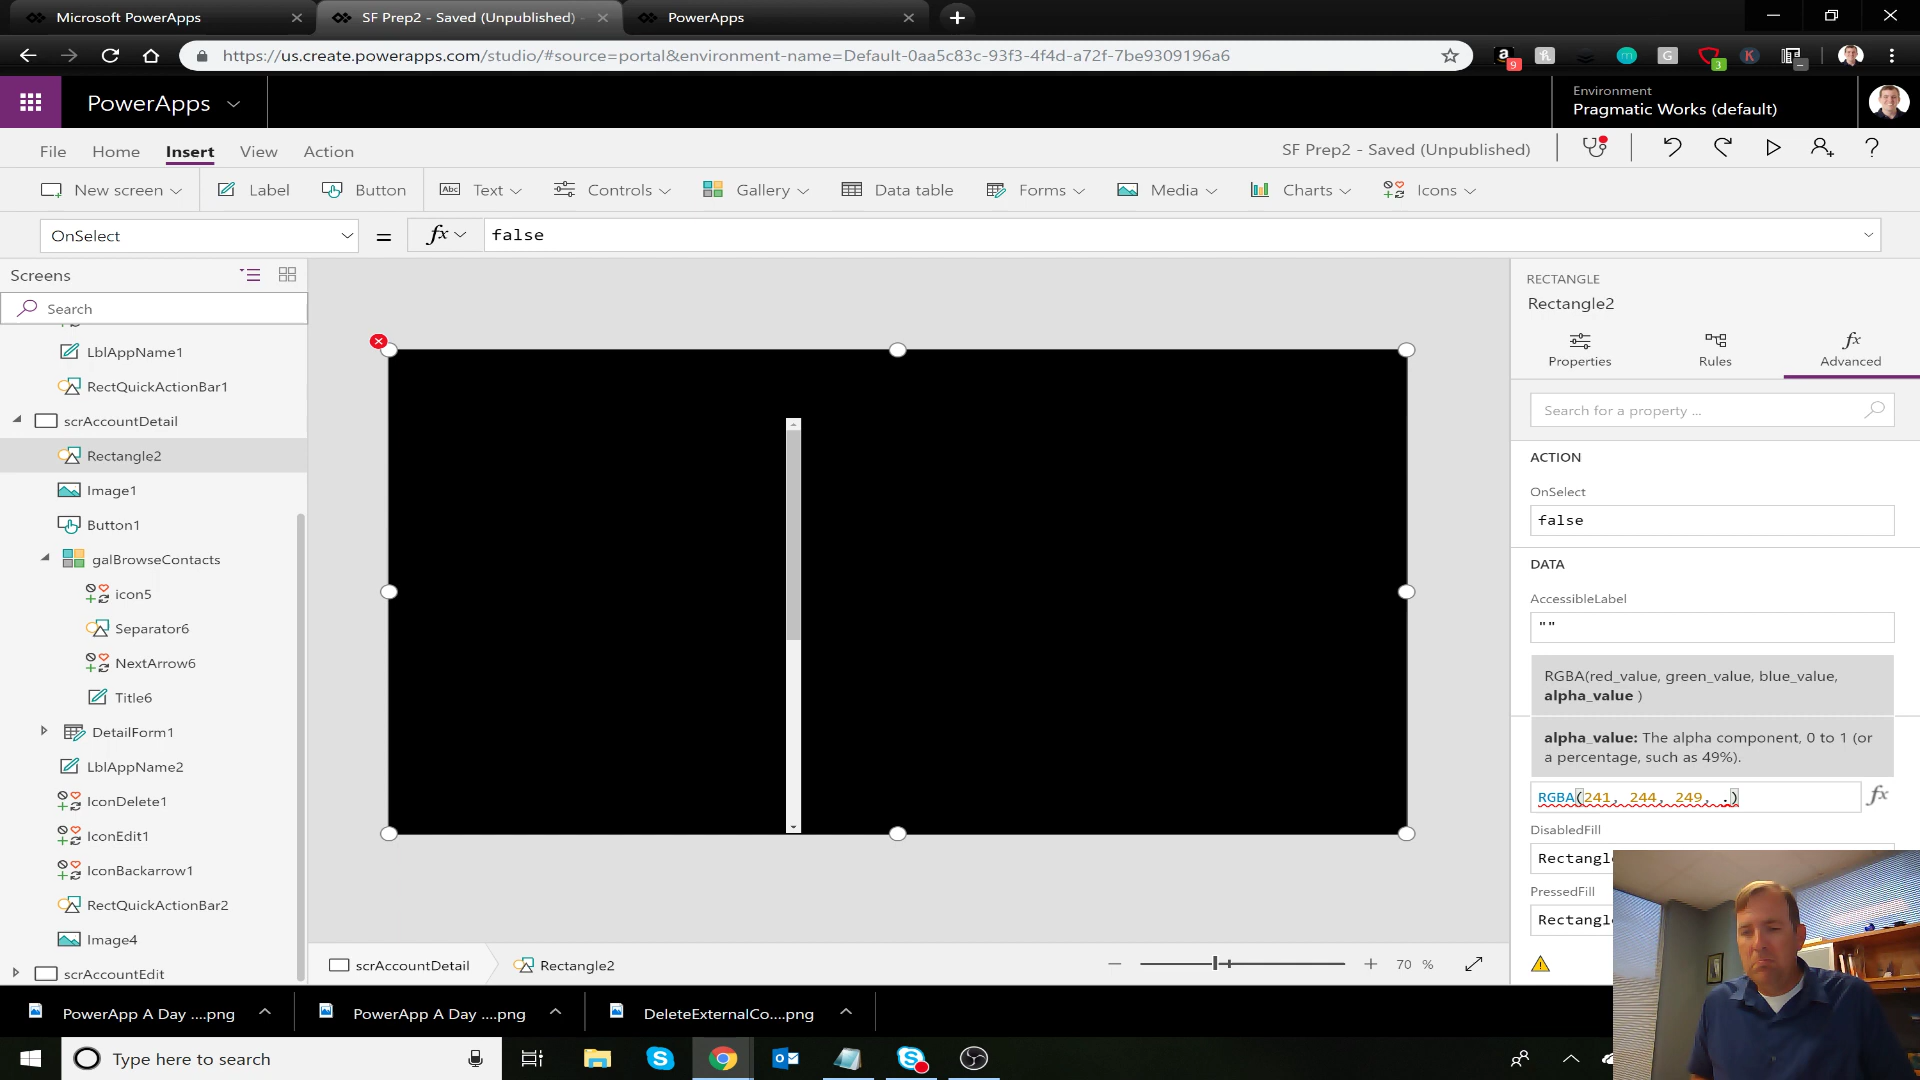 Microsoft PowerApps
SF Prep2 - Saved (Unpublished) -
PowerApps
https://us.create.powerapps.com/studio/#source=portal&environment-name=Default-0aa5c83c-93f3-4f4d-a72f-7be9309196a6
9
3
PowerApps
Environment
Pragmatic Works (default)
File
Home
Insert
View
Action
SF Prep2 - Saved (Unpublished)
New screen
Label
Button
Abc
Text
Controls
Gallery
Data table
Forms
Media
Charts
Icons
OnSelect
=
fx
false
Screens
Search
LblAppName1
RectQuickActionBar1
scrAccountDetail
Rectangle2
Image1
Button1
galBrowseContacts
icon5
Separator6
NextArrow6
Title6
DetailForm1
LblAppName2
IconDelete1
IconEdit1
IconBackarrow1
RectQuickActionBar2
Image4
scrAccountEdit
RECTANGLE
Rectangle2
Properties
Rules
fx
Advanced
Search for a property ...
ACTION
OnSelect
false
DATA
AccessibleLabel
""
RGBA(red_value, green_value, blue_value,
alpha_value )
alpha_value: The alpha component, 0 to 1 (or
a percentage, such as 49%).
RGBA(241, 244, 249, .)
fx
DisabledFill
Rectangl
PressedFill
Rectangl
scrAccountDetail
Rectangle2
70 %
PowerApp A Day ....png
PowerApp A Day ....png
DeleteExternalCo....png
Type here to search